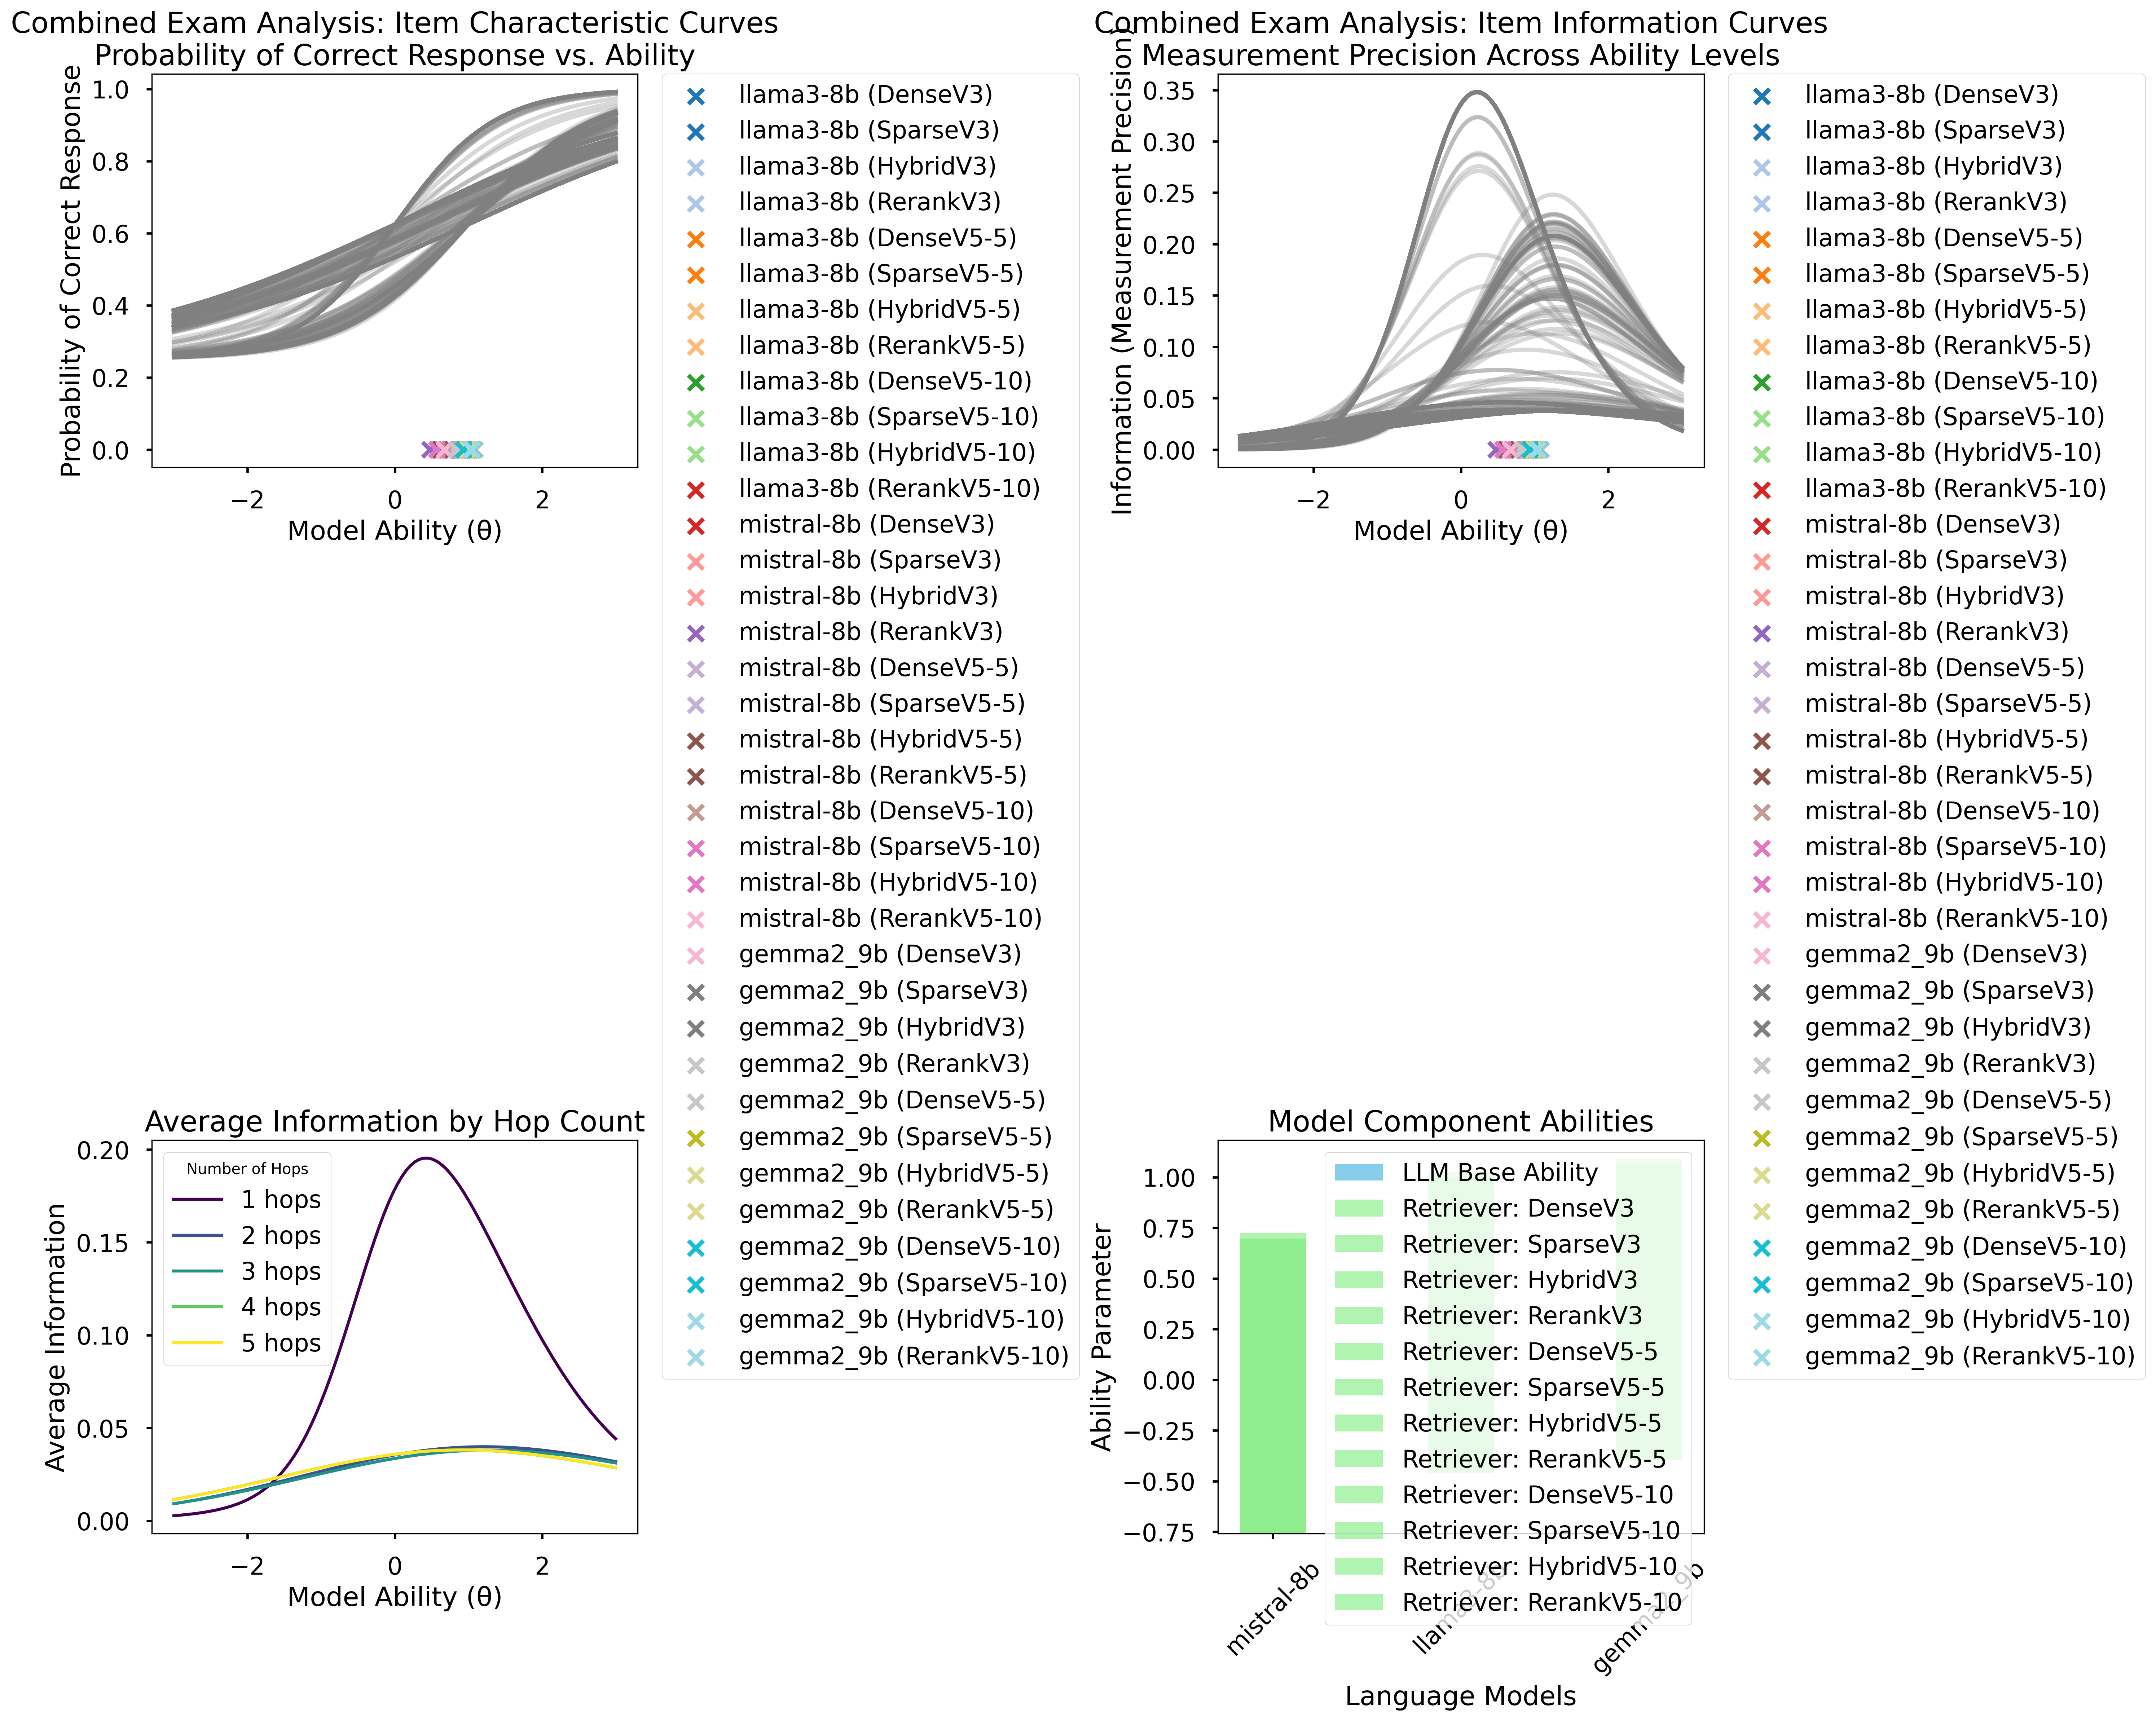 Combined Exam Analysis: Item Characteristic Curves
Probability of Correct Response vs. Ability
Probability of Correct Response
1.0
0.8
0.6
0.4
0.2
0.0
−2
0
2
Model Ability (θ)
llama3-8b (DenseV3)
llama3-8b (SparseV3)
llama3-8b (HybridV3)
llama3-8b (RerankV3)
llama3-8b (DenseV5-5)
llama3-8b (SparseV5-5)
llama3-8b (HybridV5-5)
llama3-8b (RerankV5-5)
llama3-8b (DenseV5-10)
llama3-8b (SparseV5-10)
llama3-8b (HybridV5-10)
llama3-8b (RerankV5-10)
mistral-8b (DenseV3)
mistral-8b (SparseV3)
mistral-8b (HybridV3)
mistral-8b (RerankV3)
mistral-8b (DenseV5-5)
mistral-8b (SparseV5-5)
mistral-8b (HybridV5-5)
mistral-8b (RerankV5-5)
mistral-8b (DenseV5-10)
mistral-8b (SparseV5-10)
mistral-8b (HybridV5-10)
mistral-8b (RerankV5-10)
gemma2_9b (DenseV3)
gemma2_9b (SparseV3)
gemma2_9b (HybridV3)
gemma2_9b (RerankV3)
gemma2_9b (DenseV5-5)
gemma2_9b (SparseV5-5)
gemma2_9b (HybridV5-5)
gemma2_9b (RerankV5-5)
gemma2_9b (DenseV5-10)
gemma2_9b (SparseV5-10)
gemma2_9b (HybridV5-10)
gemma2_9b (RerankV5-10)
Combined Exam Analysis: Item Information Curves
Measurement Precision Across Ability Levels
Information (Measurement Precision)
0.35
0.30
0.25
0.20
0.15
0.10
0.05
0.00
−2
0
2
Model Ability (θ)
llama3-8b (DenseV3)
llama3-8b (SparseV3)
llama3-8b (HybridV3)
llama3-8b (RerankV3)
llama3-8b (DenseV5-5)
llama3-8b (SparseV5-5)
llama3-8b (HybridV5-5)
llama3-8b (RerankV5-5)
llama3-8b (DenseV5-10)
llama3-8b (SparseV5-10)
llama3-8b (HybridV5-10)
llama3-8b (RerankV5-10)
mistral-8b (DenseV3)
mistral-8b (SparseV3)
mistral-8b (HybridV3)
mistral-8b (RerankV3)
mistral-8b (DenseV5-5)
mistral-8b (SparseV5-5)
mistral-8b (HybridV5-5)
mistral-8b (RerankV5-5)
mistral-8b (DenseV5-10)
mistral-8b (SparseV5-10)
mistral-8b (HybridV5-10)
mistral-8b (RerankV5-10)
gemma2_9b (DenseV3)
gemma2_9b (SparseV3)
gemma2_9b (HybridV3)
gemma2_9b (RerankV3)
gemma2_9b (DenseV5-5)
gemma2_9b (SparseV5-5)
gemma2_9b (HybridV5-5)
gemma2_9b (RerankV5-5)
gemma2_9b (DenseV5-10)
gemma2_9b (SparseV5-10)
gemma2_9b (HybridV5-10)
gemma2_9b (RerankV5-10)
Average Information by Hop Count
Average Information
0.20
0.15
0.10
0.05
0.00
Number of Hops
1 hops
2 hops
3 hops
4 hops
5 hops
−2
0
2
Model Ability (θ)
Model Component Abilities
Ability Parameter
1.00
0.75
0.50
0.25
0.00
−0.25
−0.50
−0.75
LLM Base Ability
Retriever: DenseV3
Retriever: SparseV3
Retriever: HybridV3
Retriever: RerankV3
Retriever: DenseV5-5
Retriever: SparseV5-5
Retriever: HybridV5-5
Retriever: RerankV5-5
Retriever: DenseV5-10
Retriever: SparseV5-10
Retriever: HybridV5-10
Retriever: RerankV5-10
mistral-8b
llama3-8b
gemma2_9b
Language Models